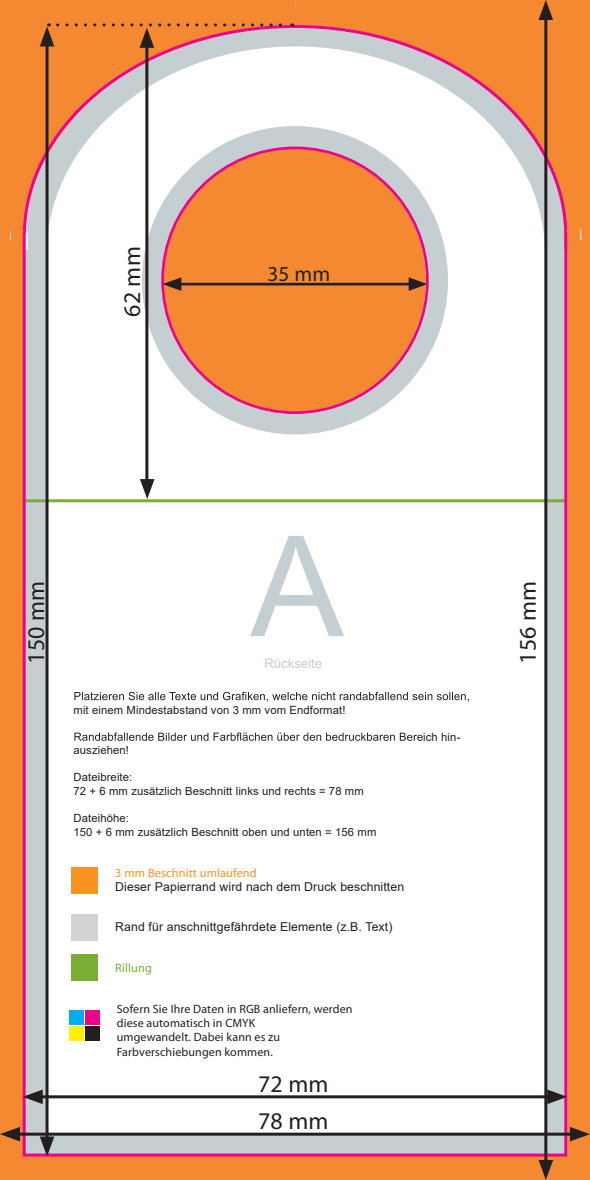 62 mm
35 mm
150 mm
156 mm
A
Rückseite
Platzieren Sie alle Texte und Grafiken, welche nicht randabfallend sein sollen,
mit einem Mindestabstand von 3 mm vom Endformat!
Randabfallende Bilder und Farbflächen über den bedruckbaren Bereich hin-
ausziehen!
Dateibreite:
72 + 6 mm zusätzlich Beschnitt links und rechts = 78 mm
Dateihöhe:
150 + 6 mm zusätzlich Beschnitt oben und unten = 156 mm
3 mm Beschnitt umlaufend
Dieser Papierrand wird nach dem Druck beschnitten
Rand für anschnittgefährdete Elemente (z.B. Text)
Rillung
Sofern Sie Ihre Daten in RGB anliefern, werden
diese automatisch in CMYK
umgewandelt. Dabei kann es zu
Farbverschiebungen kommen.
72 mm
78 mm